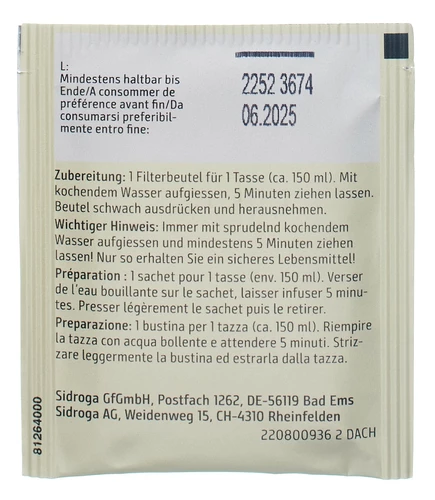 L:
Mindestens haltbar bis
Ende/A consommer de
préférence avant fin/Da
consumarsi preferibil-
mente entro fine:
2252 3674
06.2025
Zubereitung: 1 Filterbeutel für 1 Tasse (ca. 150 ml). Mit
kochendem Wasser aufgiessen, 5 Minuten ziehen lassen.
Beutel schwach ausdrücken und herausnehmen.
Wichtiger Hinweis: Immer mit sprudelnd kochendem
Wasser aufgiessen und mindestens 5 Minuten ziehen
lassen! Nur so erhalten Sie ein sicheres Lebensmittel!
Préparation : 1 sachet pour 1 tasse (env. 150 ml). Verser
de l'eau bouillante sur le sachet, laisser infuser 5 minu-
tes. Presser légèrement le sachet puis le retirer.
Preparazione: 1 bustina per 1 tazza (ca. 150 ml). Riempire
la tazza con acqua bollente e attendere 5 minuti. Striz-
zare leggermente la bustina ed estrarla dalla tazza.
Sidroga GfGmbH, Postfach 1262, DE-56119 Bad Ems
Sidroga AG, Weidenweg 15, CH-4310 Rheinfelden
220800936 2 DACH
81264000